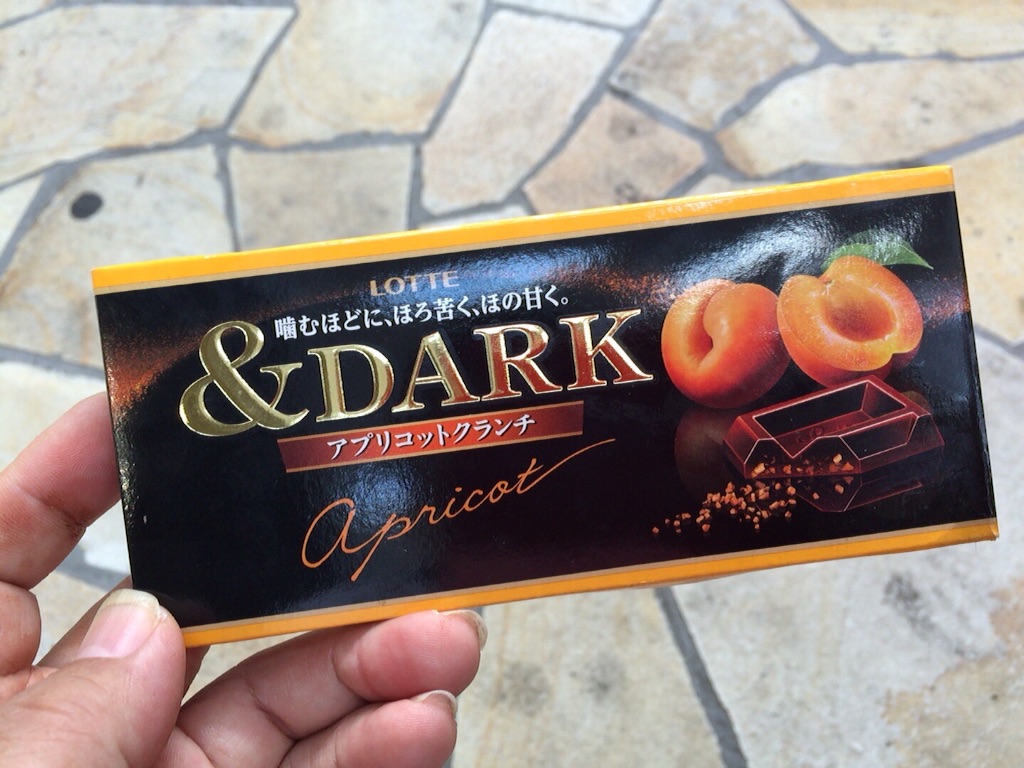 LOTTE
噛むほどに、ほろ苦く、ほの甘く。
&DARK
アプリコットクランチ
Apricot